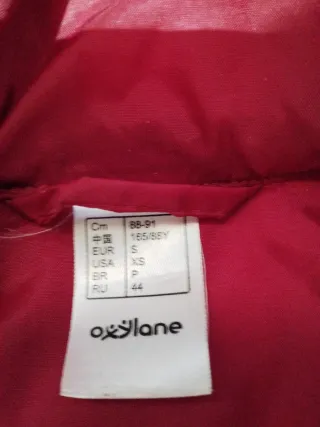 Cm 88-91
中国 165/88Y
EUR S
USA XS
BR P
RU 44
oxylane